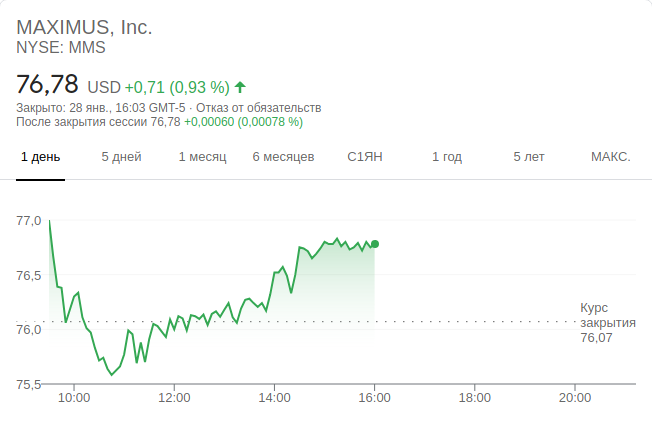 MAXIMUS, Inc.
NYSE: MMS
76,78 USD +0,71 (0,93 %)
Закрыто: 28 янв., 16:03 GMT-5 · Отказ от обязательств
После закрытия сессии 76,78 +0,00060 (0,00078 %)
1 день 5 дней 1 месяц 6 месяцев С1ЯН 1 год 5 лет МАКС.
77,0
76,5
Курс
76,0 закрытия
76,07
75,5
10:00 12:00 14:00 16:00 18:00 20:00